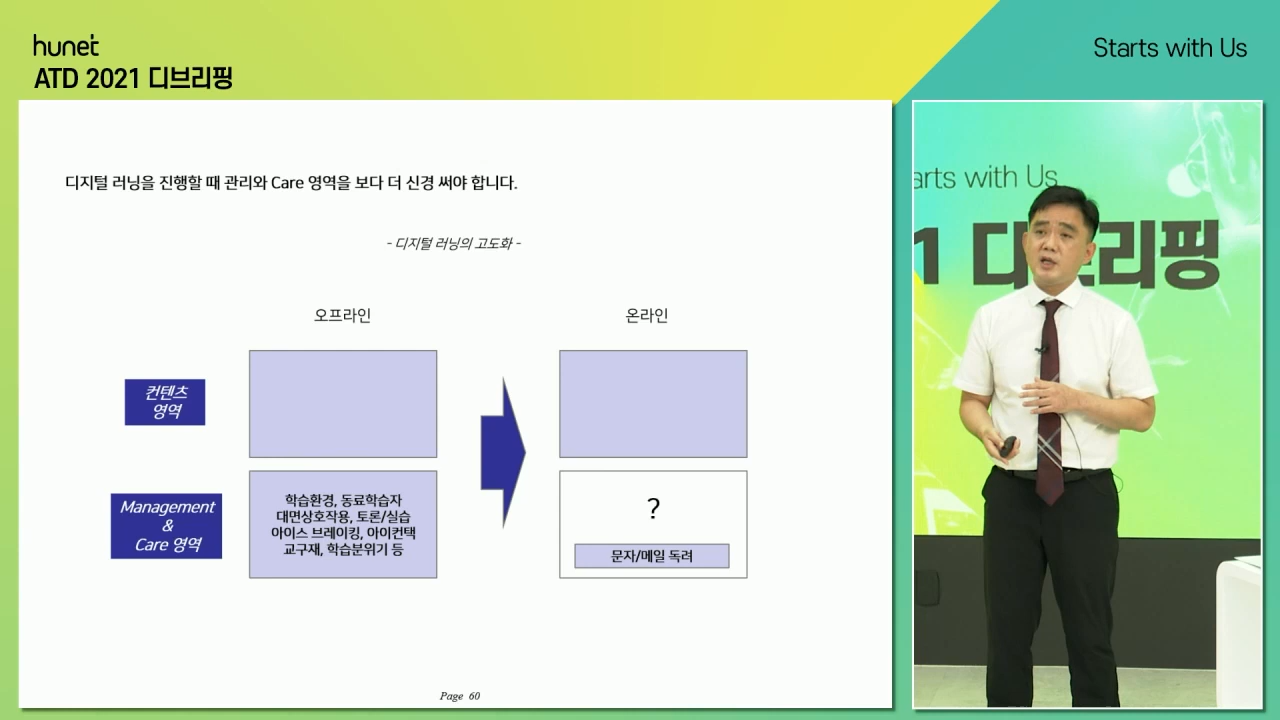 hunet
ATD 2021 디브리핑
Starts with Us
디지털 러닝을 진행할 때 관리와 Care 영역을 보다 더 신경 써야 합니다.
- 디지털 러닝의 고도화 -
오프라인
온라인
컨텐츠
영역
Management
&
Care 영역
학습환경, 동료학습자
대면상호작용, 토론/실습
아이스 브레이킹, 아이컨택
교구재, 학습분위기 등
?
문자/메일 독려
Page 60
arts with Us
1 디브리핑